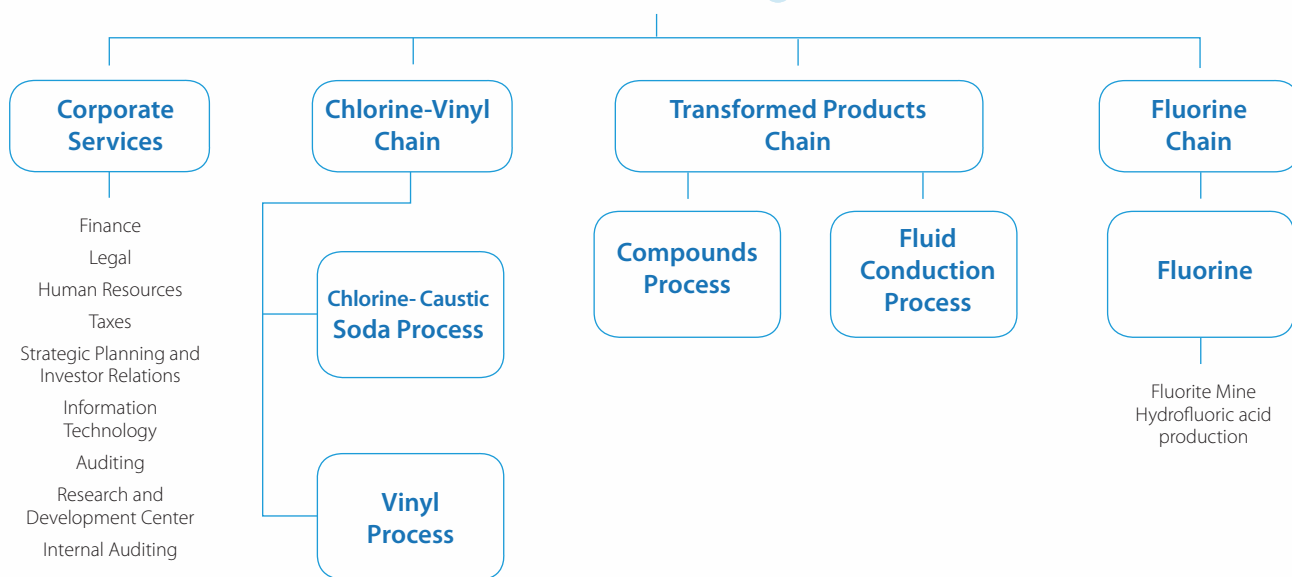 Corporate
Services
Chlorine-Vinyl
Chain
Transformed Products
Chain
Fluorine
Chain
Finance
Legal
Human Resources
Taxes
Strategic Planning and
Investor Relations
Information
Technology
Auditing
Research and
Development Center
Internal Auditing
Chlorine- Caustic
Soda Process
Vinyl
Process
Compounds
Process
Fluid
Conduction
Process
Fluorine
Fluorite Mine
Hydrofluoric acid
production